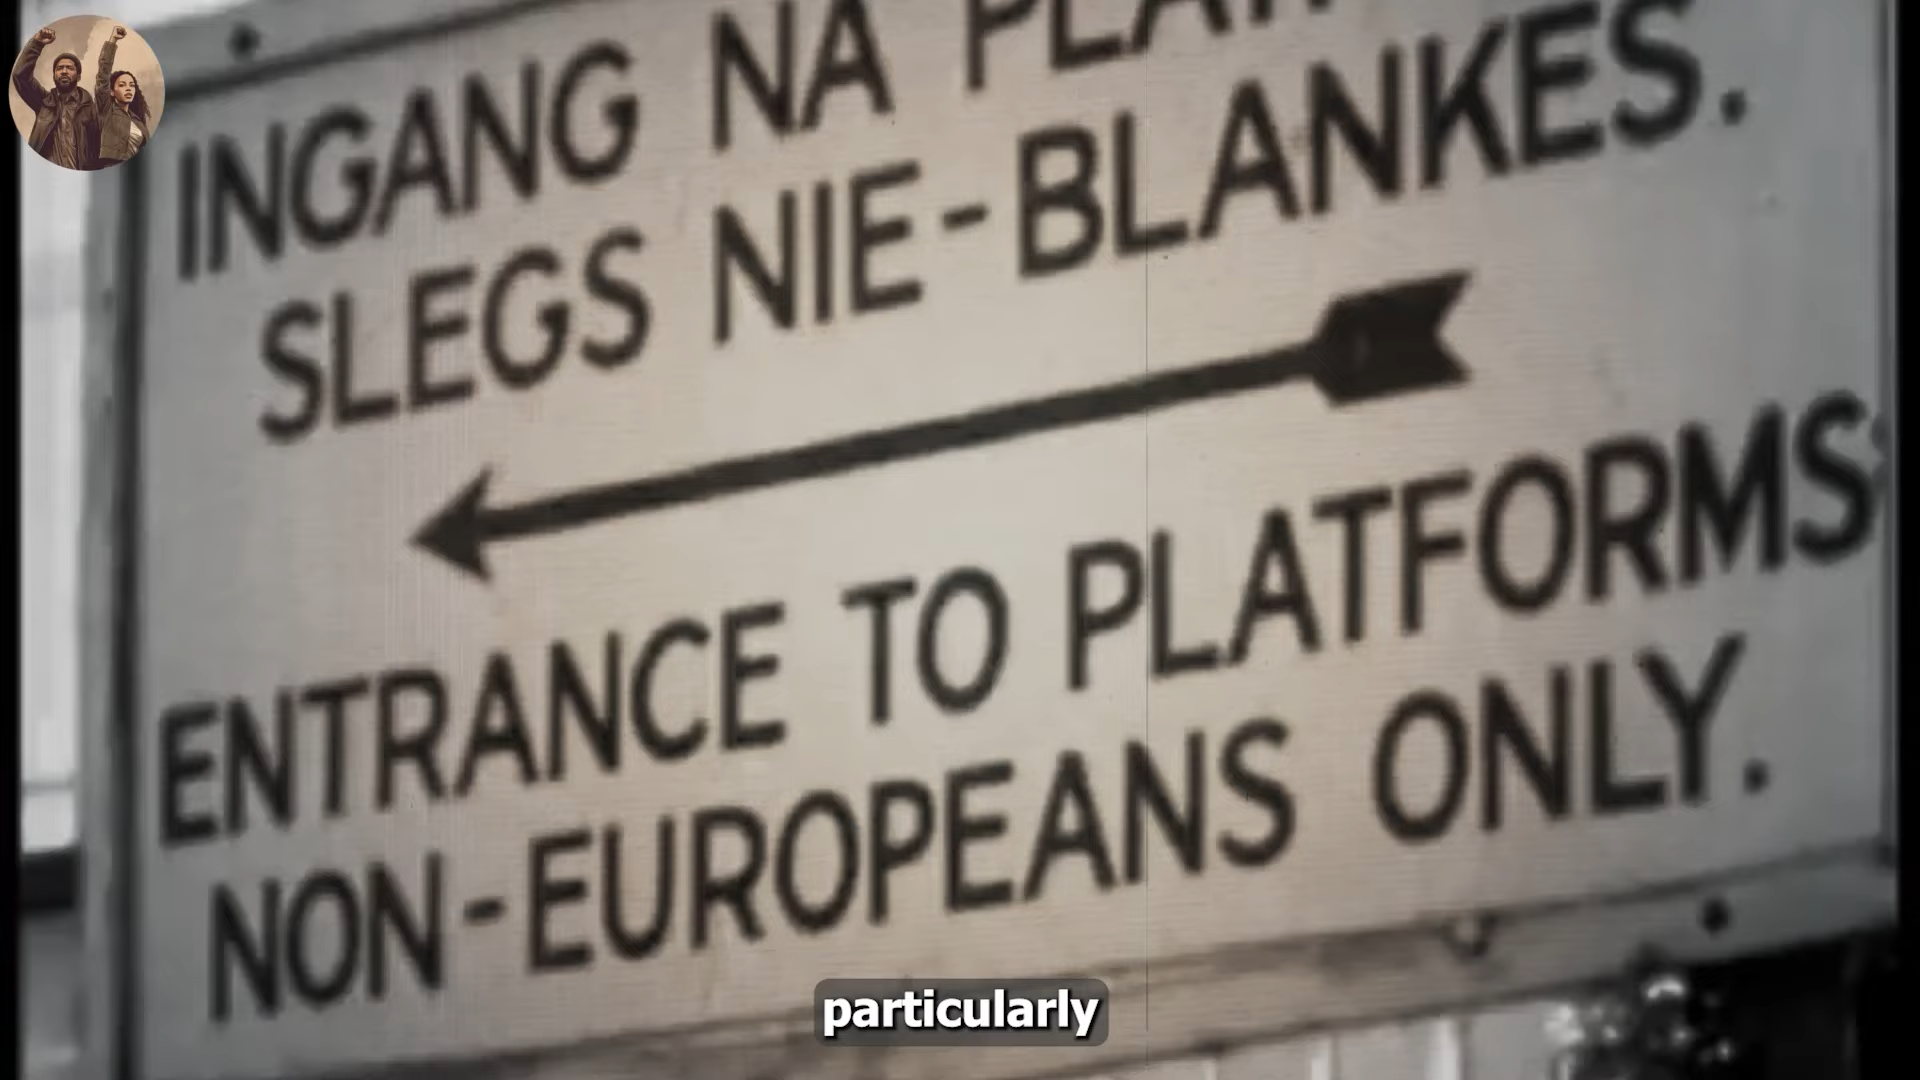 INGANG NA
SLEGS NIE-BLANKES.
ENTRANCE TO PLATFORMS
NON-EUROPEANS ONLY.
particularly